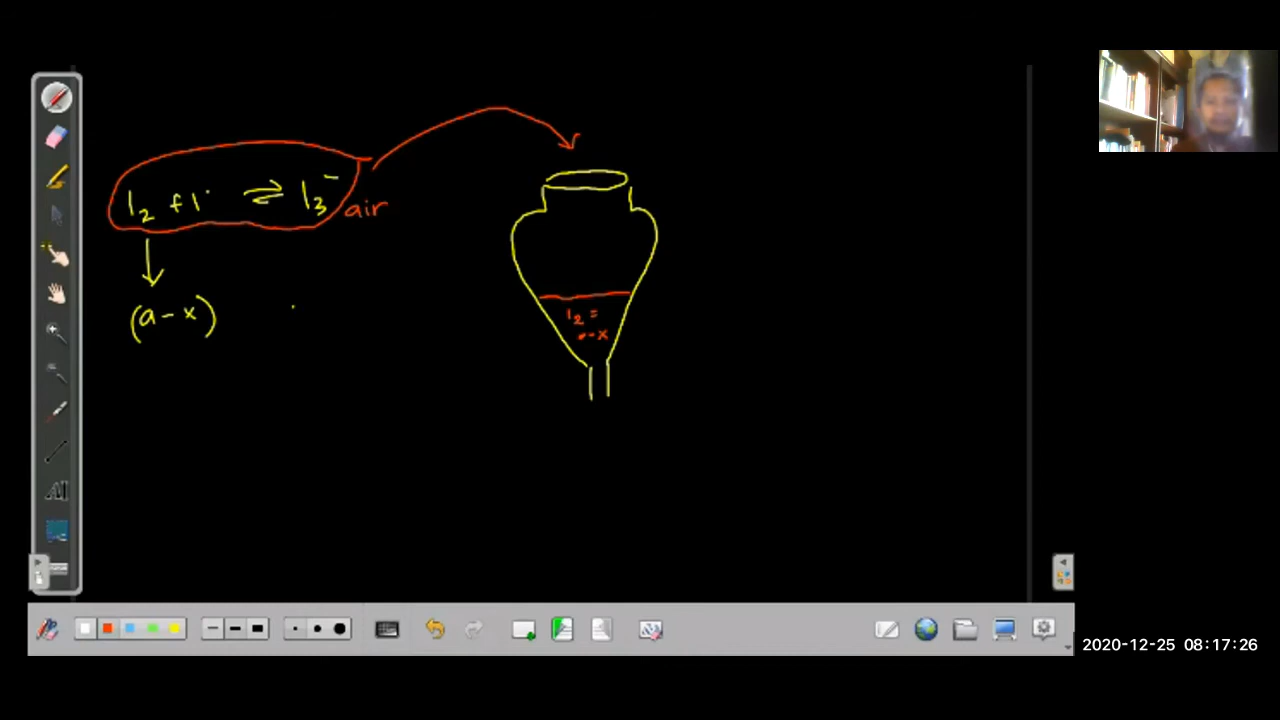 I₂ + I⁻ ⇌ I₃⁻
air
(a - x)
I₂ =
a - x
2020-12-25 08:17:26